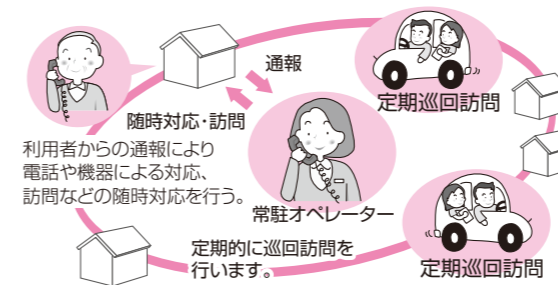 通報
定期巡回訪問
随時対応・訪問
利用者からの通報により
電話や機器による対応、
訪問などの随時対応を行う。
常駐オペレーター
定期的に巡回訪問を
行います。
定期巡回訪問